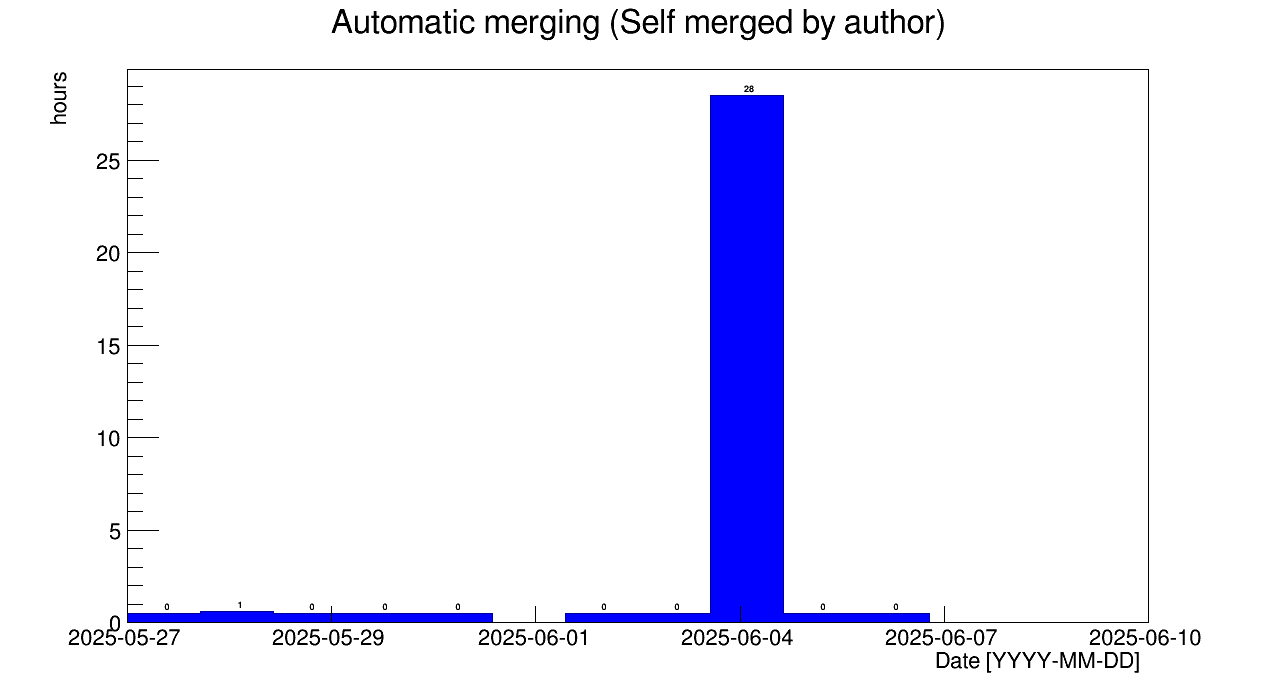 Automatic merging (Self merged by author)
hours
25
20
15
10
5
0
28
0 1 0 0 0 0 0 0 0
2025-05-27 2025-05-29 2025-06-01 2025-06-04 2025-06-07 2025-06-10
Date [YYYY-MM-DD]